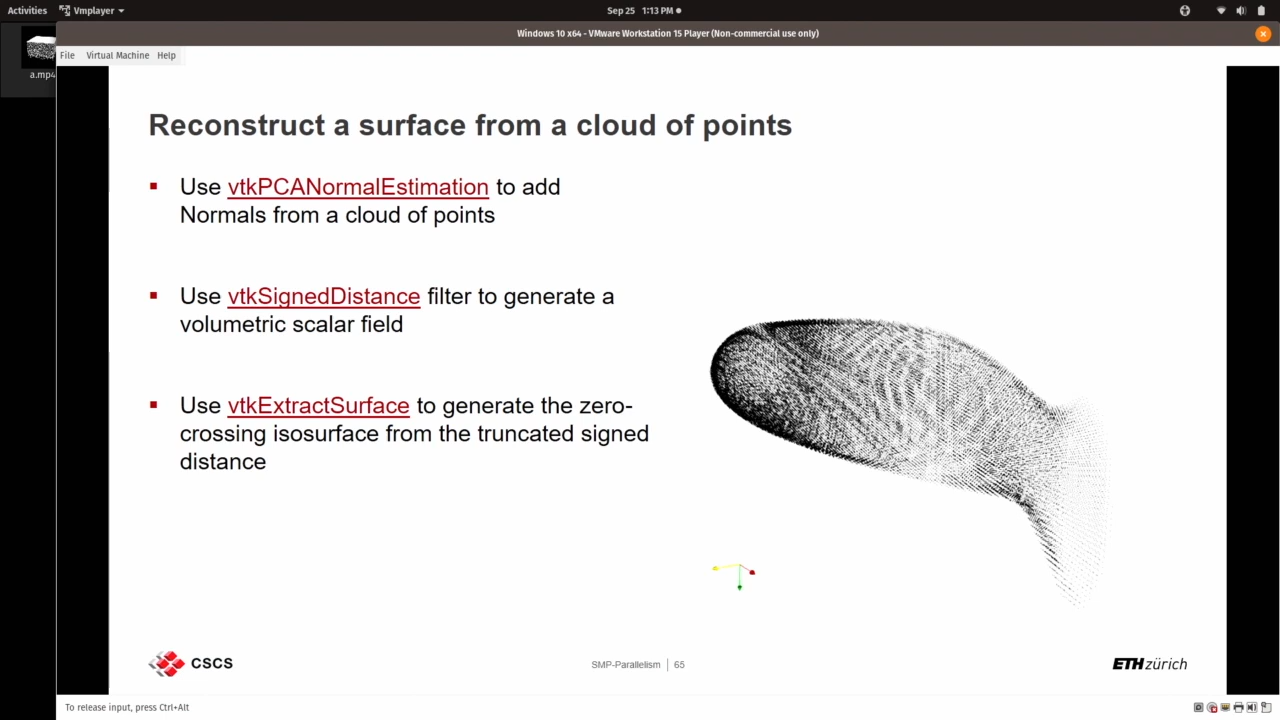 Activities
Vmplayer
Sep 25 1:13 PM
a.mp4
Windows 10 x64 - VMware Workstation 15 Player (Non-commercial use only)
File Virtual Machine Help
Reconstruct a surface from a cloud of points
Use vtkPCANormalEstimation to add
Normals from a cloud of points
Use vtkSignedDistance filter to generate a
volumetric scalar field
Use vtkExtractSurface to generate the zero-
crossing isosurface from the truncated signed
distance
CSCS
SMP-Parallelism | 65
ETH zürich
To release input, press Ctrl+Alt